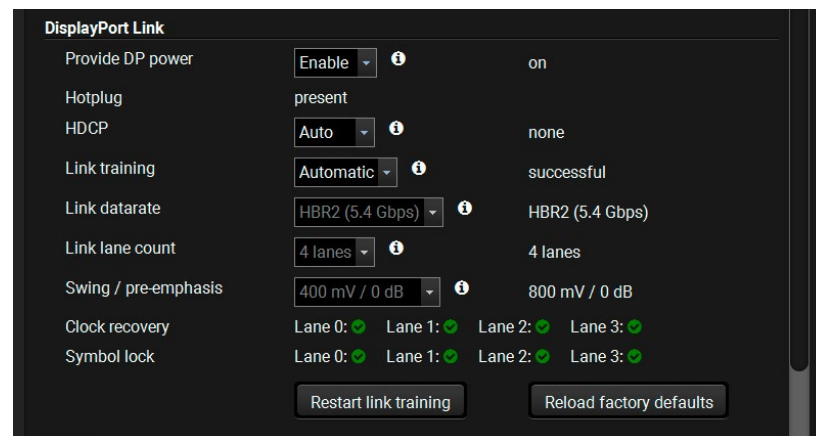 DisplayPort Link
Provide DP power Enable on
Hotplug present
HDCP Auto none
Link training Automatic successful
Link datarate HBR2 (5.4 Gbps) HBR2 (5.4 Gbps)
Link lane count 4 lanes 4 lanes
Swing / pre-emphasis 400 mV / 0 dB 800 mV / 0 dB
Clock recovery Lane 0: Lane 1: Lane 2: Lane 3:
Symbol lock Lane 0: Lane 1: Lane 2: Lane 3:
Restart link training Reload factory defaults